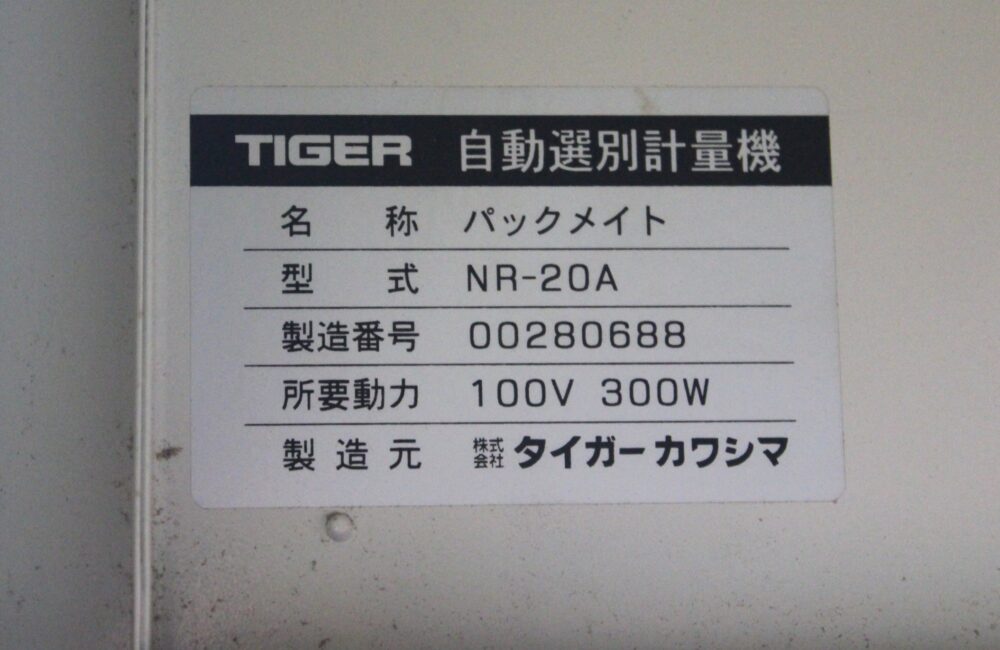 TIGER 自動選別計量機
名称 パックメイト
型式 NR-20A
製造番号 00280688
所要動力 100V 300W
製造元 株式会社 タイガーカワシマ